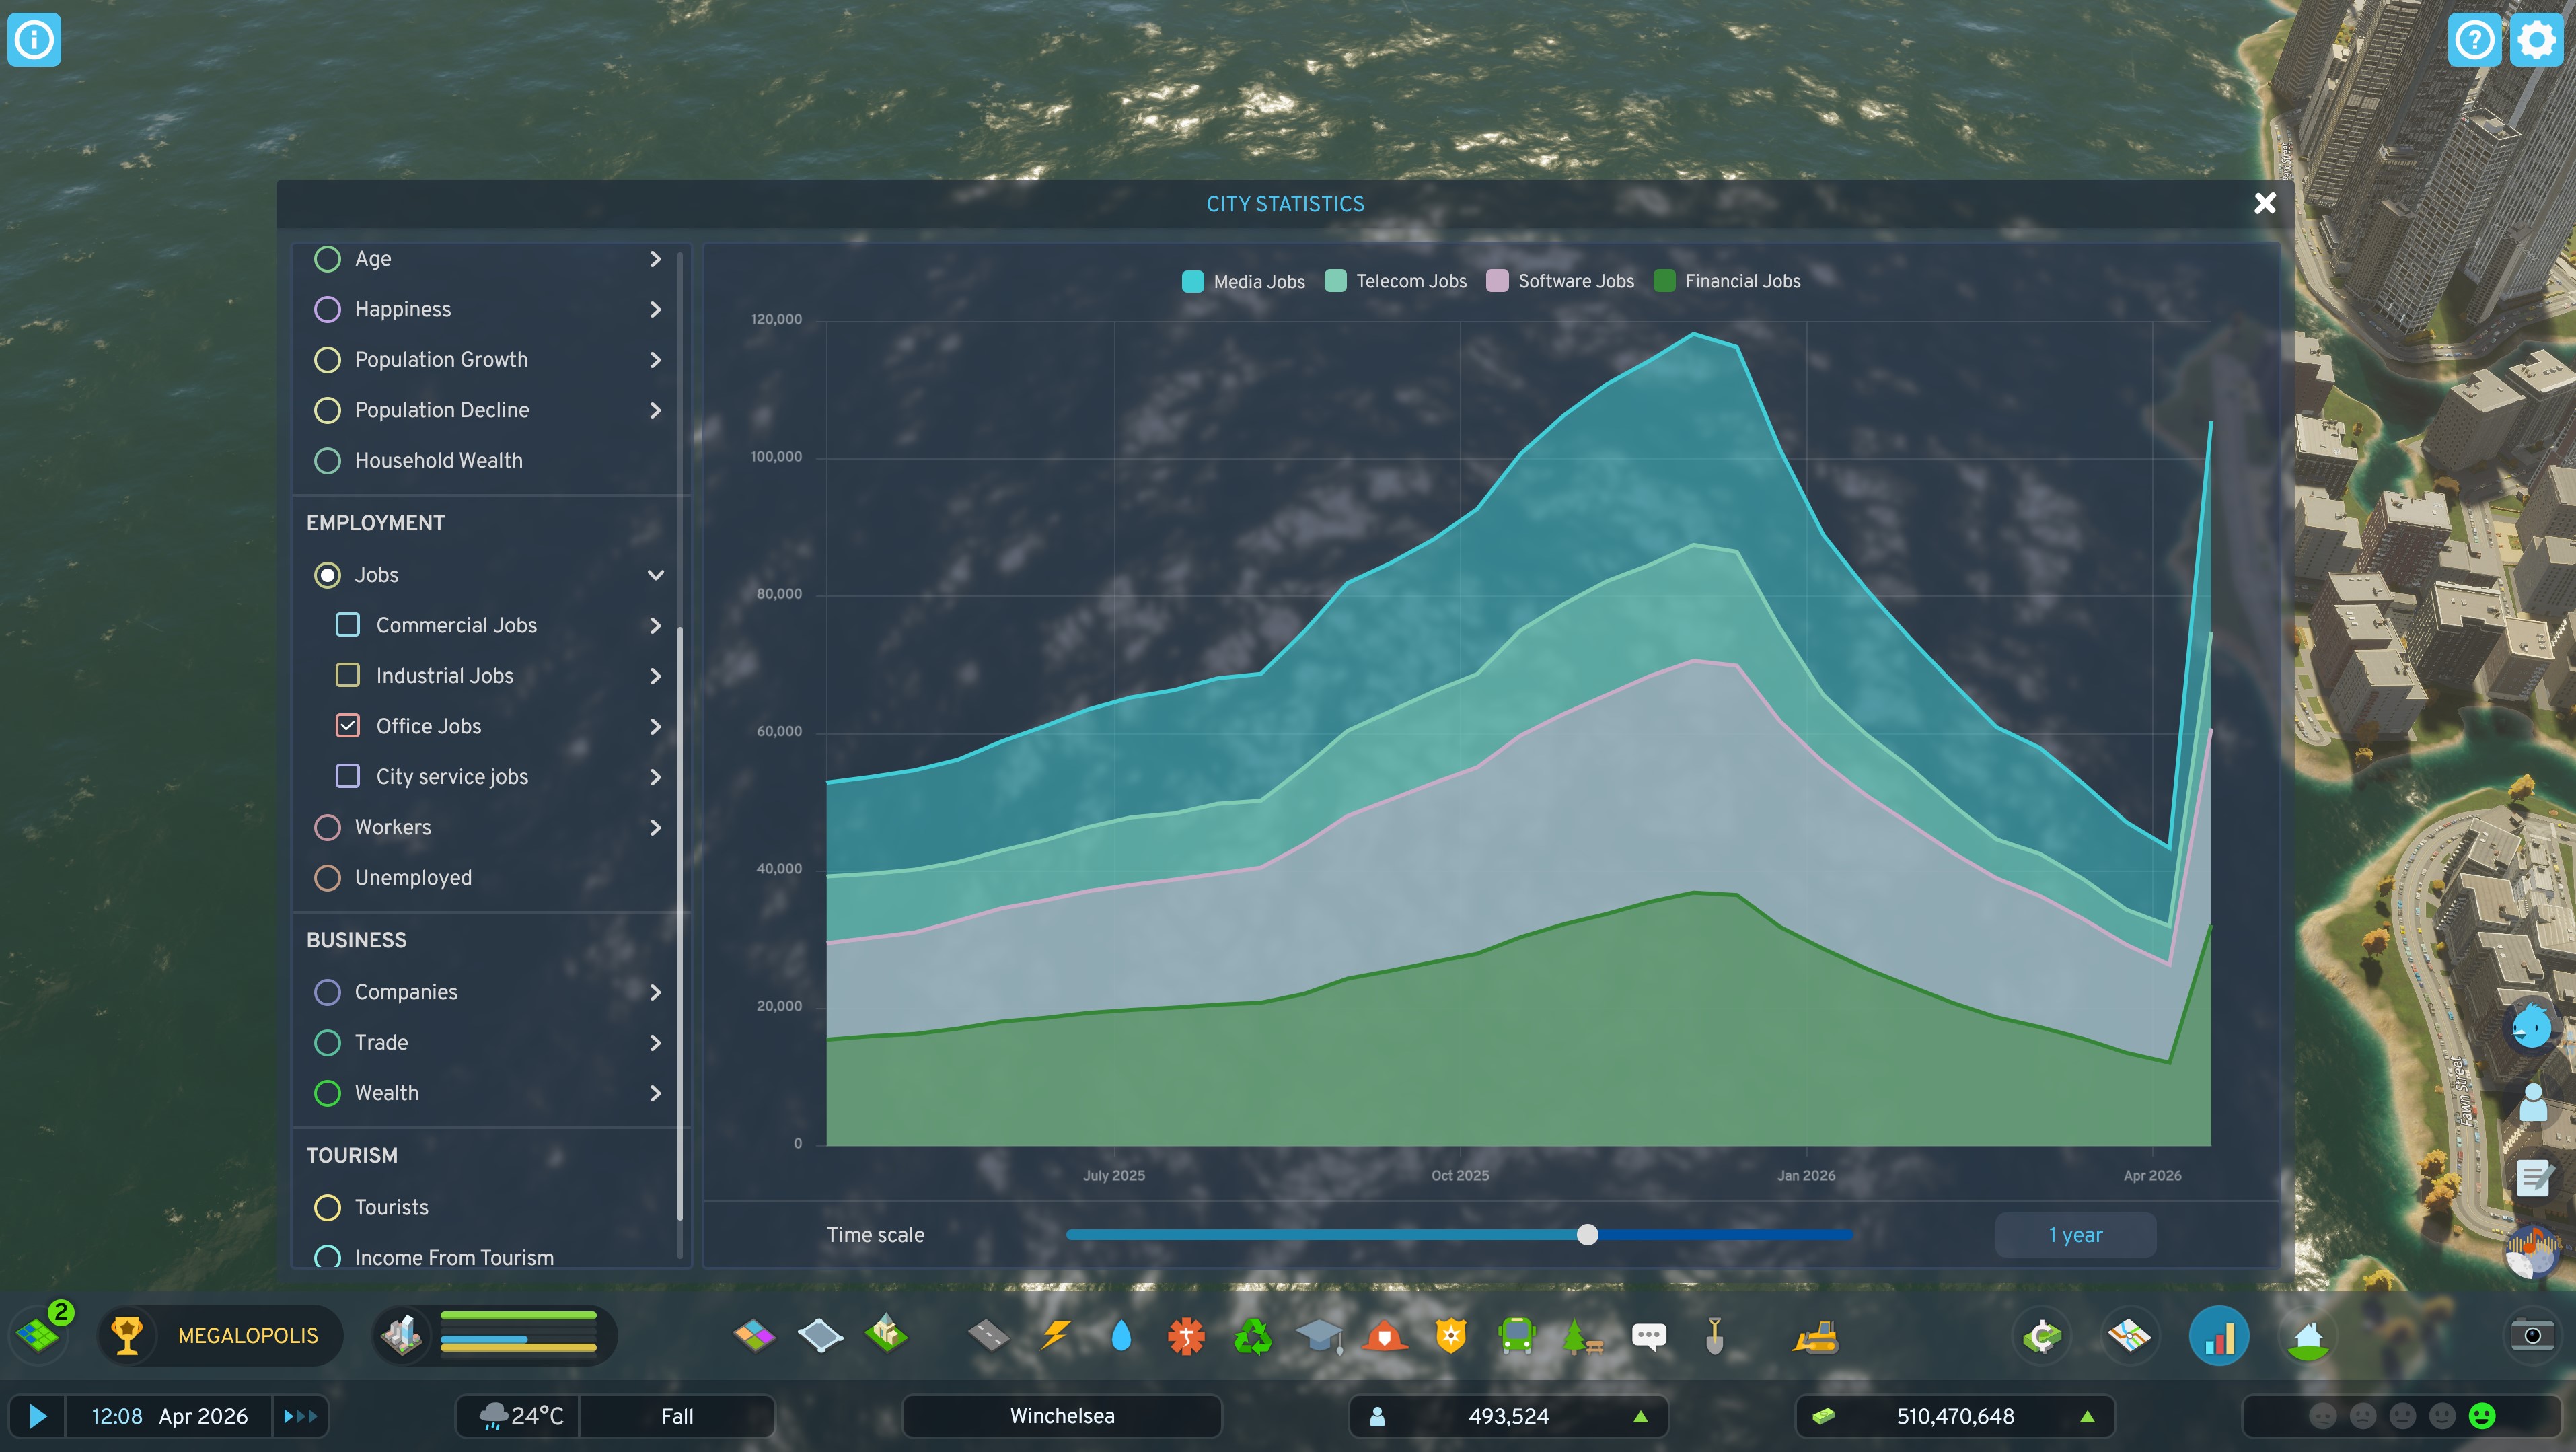 CITY STATISTICS
Age
Happiness
Population Growth
Population Decline
Household Wealth
EMPLOYMENT
Jobs
Commercial Jobs
Industrial Jobs
Office Jobs
City service jobs
Workers
Unemployed
BUSINESS
Companies
Trade
Wealth
TOURISM
Tourists
Income From Tourism
Media Jobs Telecom Jobs Software Jobs Financial Jobs
120,000
100,000
80,000
60,000
40,000
20,000
0
July 2025 Oct 2025 Jan 2026 Apr 2026
Time scale 1 year
Fawn Street
2
MEGALOPOLIS
12:08 Apr 2026 24°C Fall Winchelsea 493,524 510,470,648